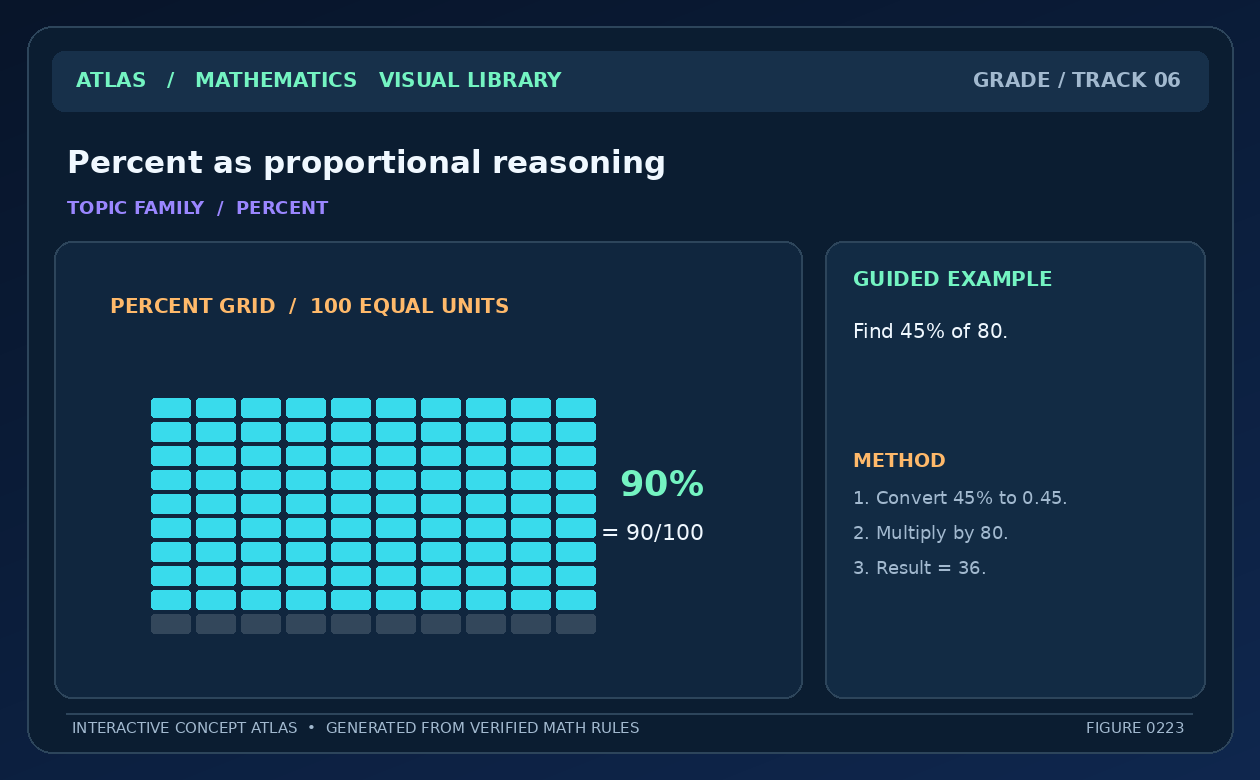 ATLAS / MATHEMATICS VISUAL LIBRARY
GRADE / TRACK 06
Percent as proportional reasoning
TOPIC FAMILY / PERCENT
PERCENT GRID / 100 EQUAL UNITS
90%
= 90/100
GUIDED EXAMPLE
Find 45% of 80.
METHOD
1. Convert 45% to 0.45.
2. Multiply by 80.
3. Result = 36.
INTERACTIVE CONCEPT ATLAS • GENERATED FROM VERIFIED MATH RULES
FIGURE 0223